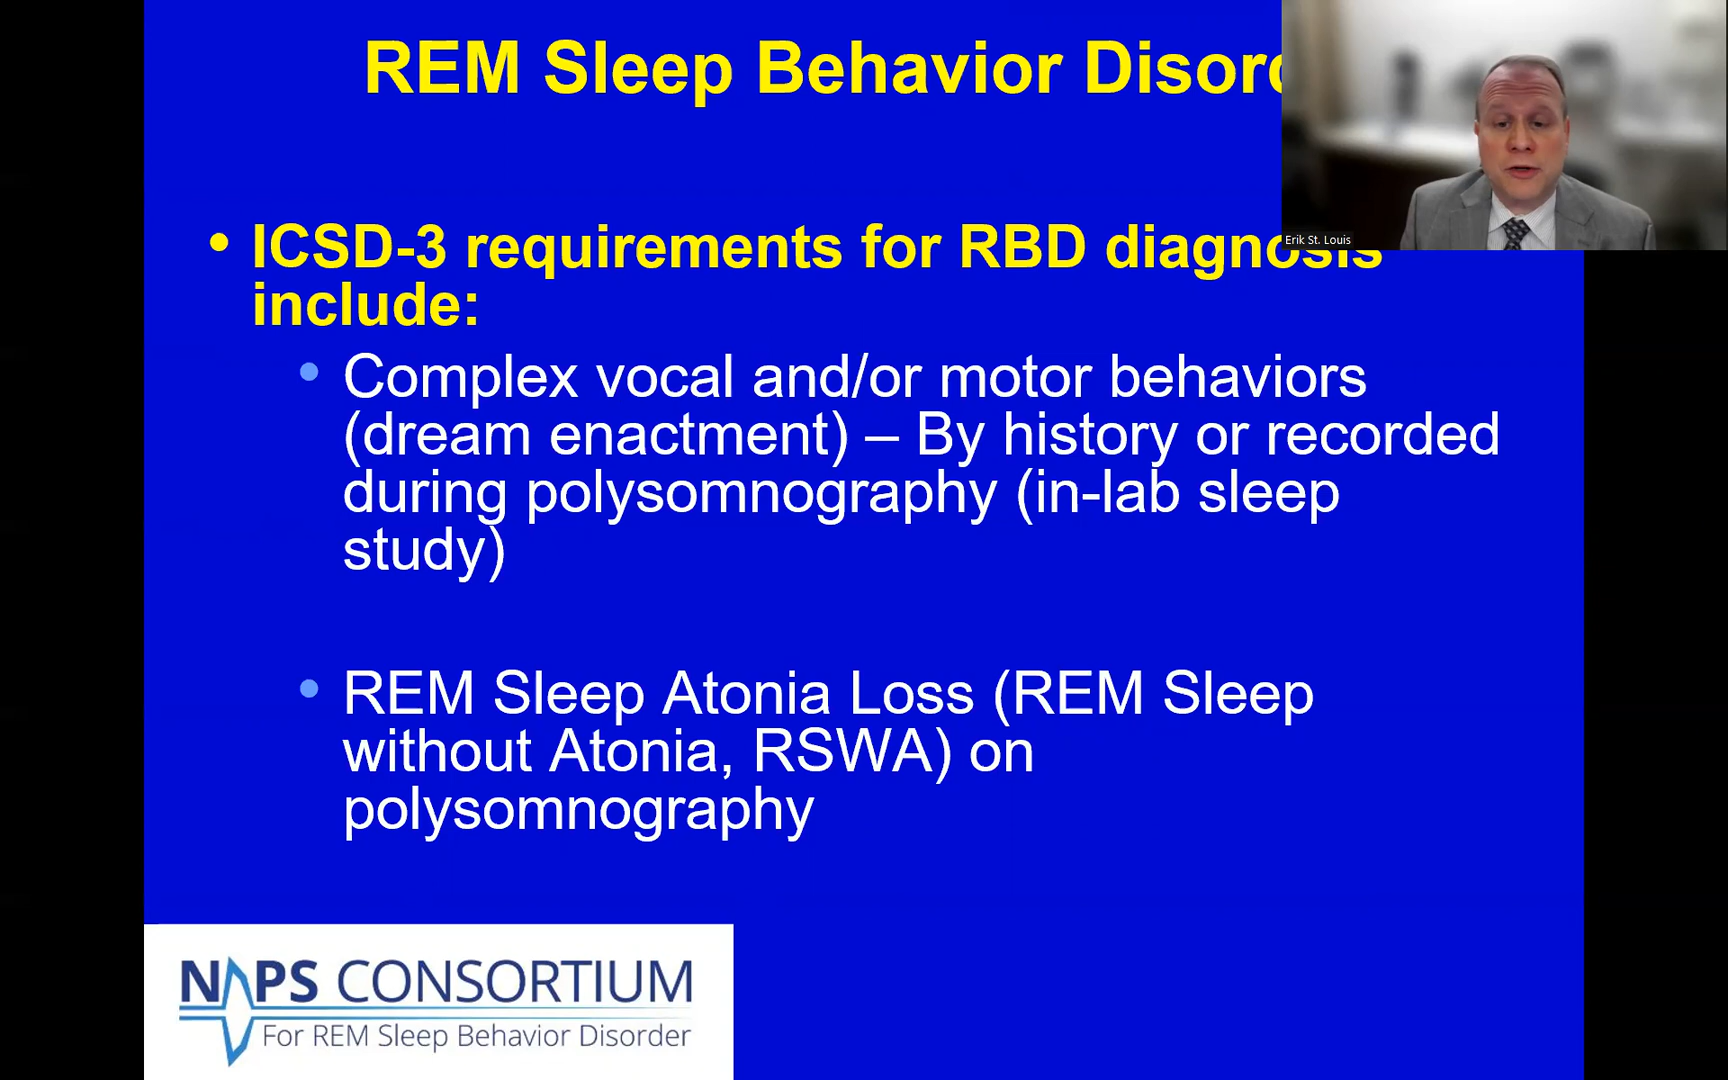 REM Sleep Behavior Disord
Erik St. Louis
• ICSD-3 requirements for RBD diagnosis
include:
• Complex vocal and/or motor behaviors
(dream enactment) – By history or recorded
during polysomnography (in-lab sleep
study)
• REM Sleep Atonia Loss (REM Sleep
without Atonia, RSWA) on
polysomnography
NAPS CONSORTIUM
For REM Sleep Behavior Disorder